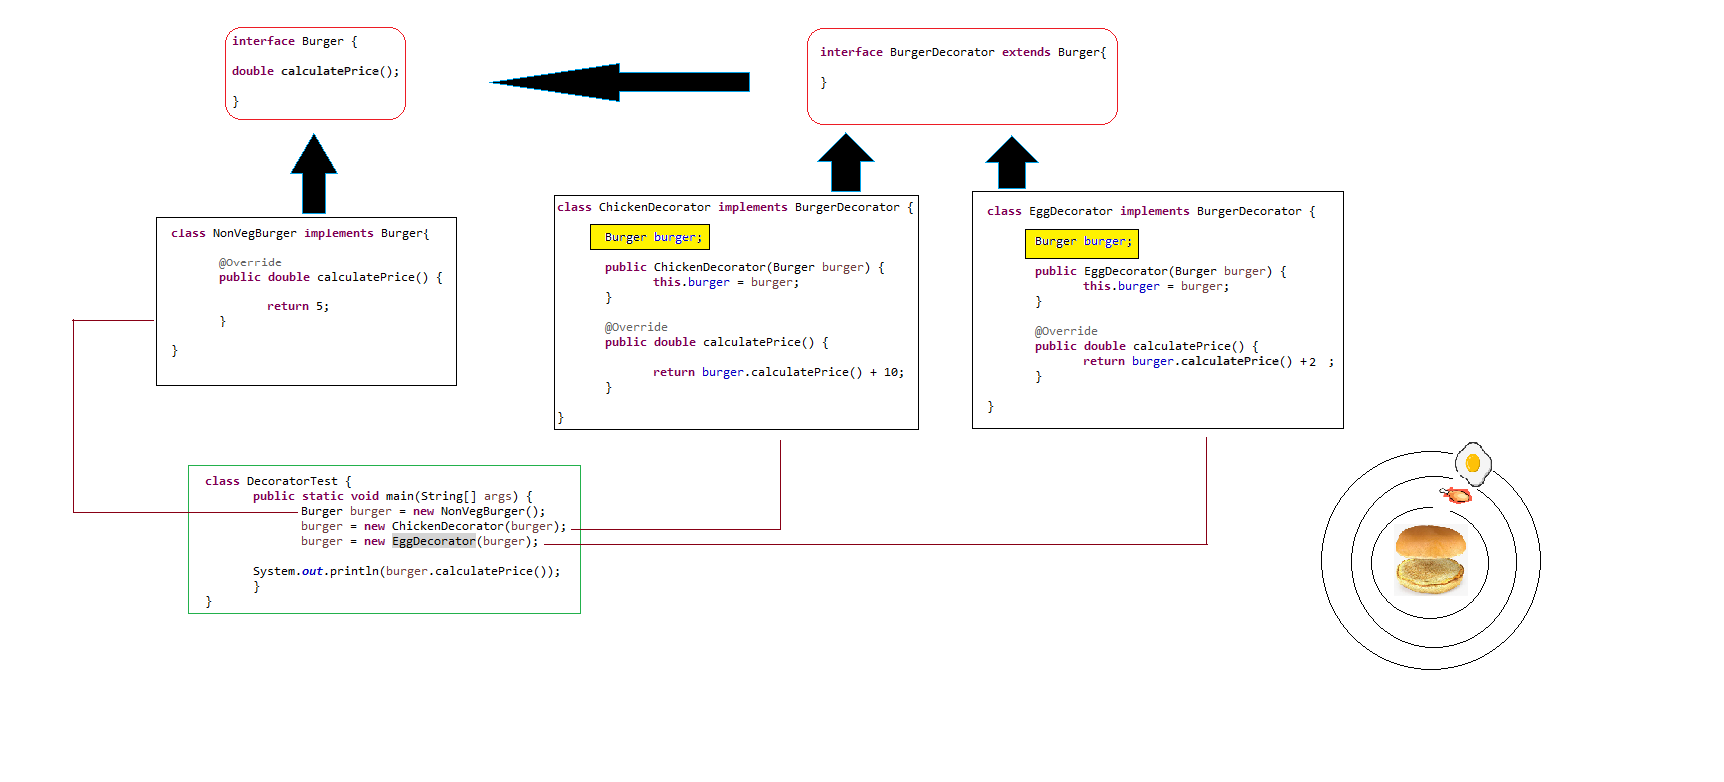 interface Burger {
double calculatePrice();
}
interface BurgerDecorator extends Burger{
}
class NonVegBurger implements Burger{
@Override
public double calculatePrice() {
return 5;
}
}
class ChickenDecorator implements BurgerDecorator {
Burger burger;
public ChickenDecorator(Burger burger) {
this.burger = burger;
}
@Override
public double calculatePrice() {
return burger.calculatePrice() + 10;
}
}
class EggDecorator implements BurgerDecorator {
Burger burger;
public EggDecorator(Burger burger) {
this.burger = burger;
}
@Override
public double calculatePrice() {
return burger.calculatePrice() +2 ;
}
}
class DecoratorTest {
public static void main(String[] args) {
Burger burger = new NonVegBurger();
burger = new ChickenDecorator(burger);
burger = new EggDecorator(burger);
System.out.println(burger.calculatePrice());
}
}